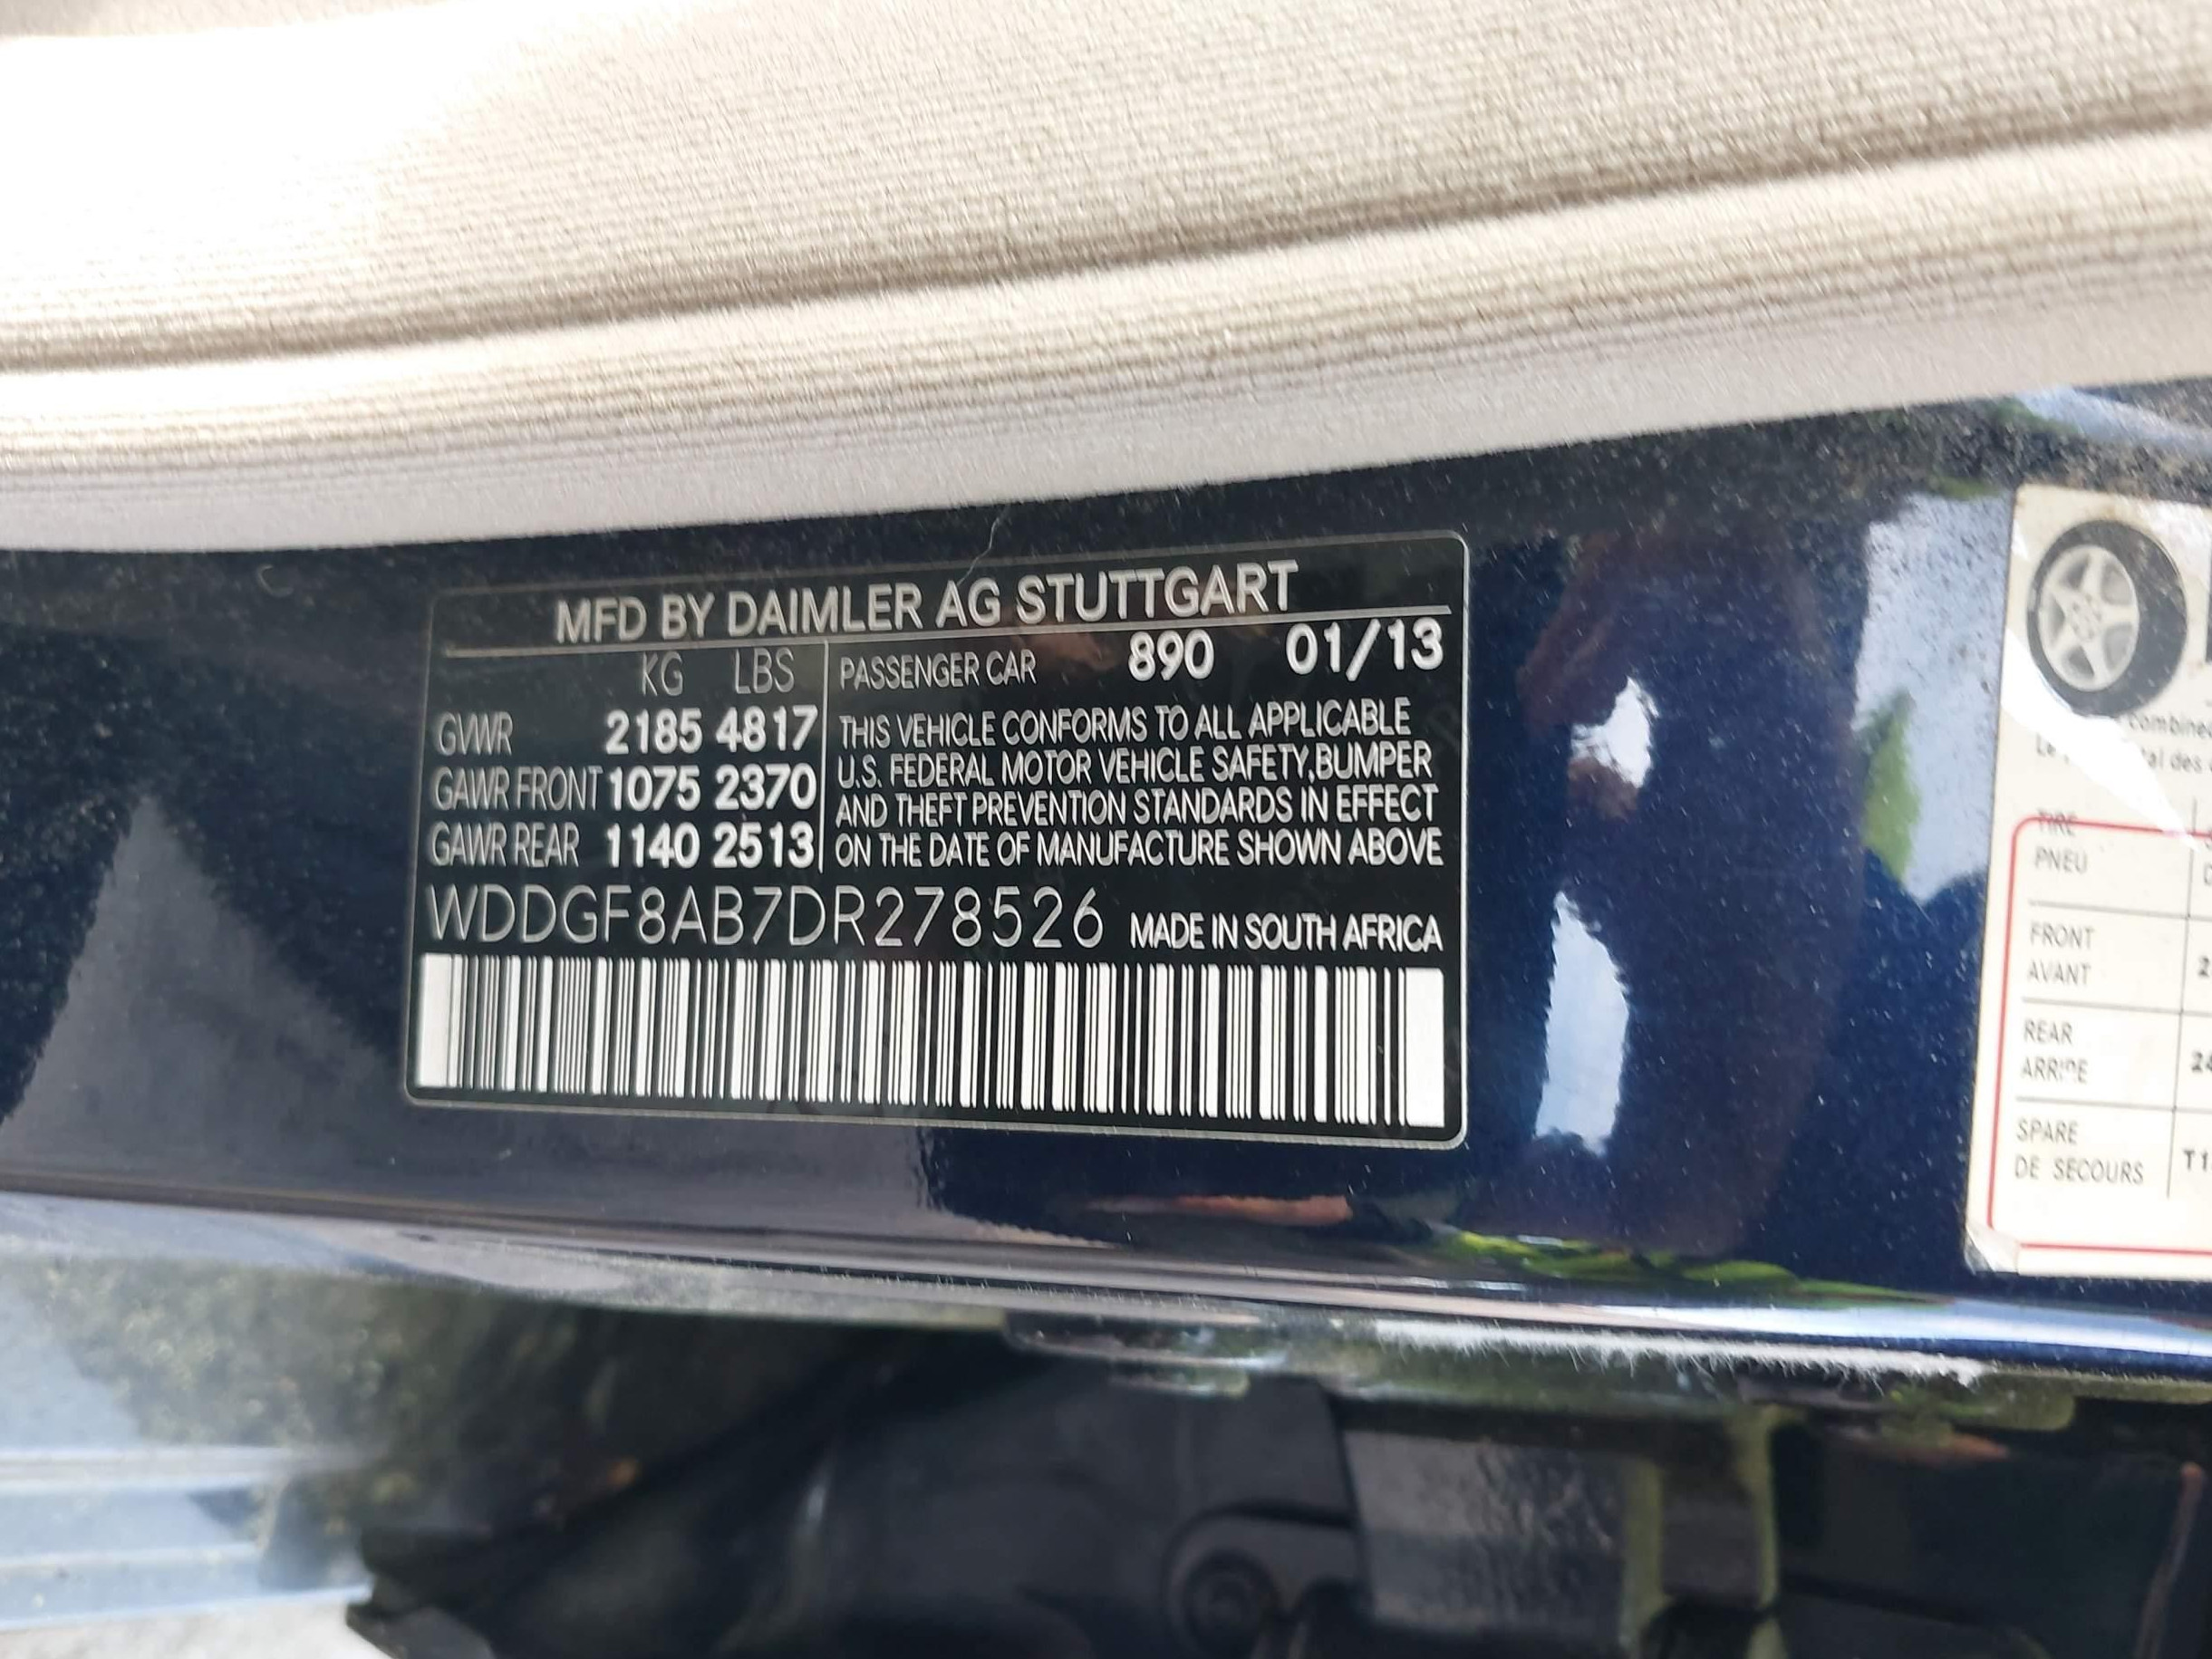 MFD BY DAIMLER AG STUTTGART
KG LBS
GVWR 2185 4817
GAWR FRONT 1075 2370
GAWR REAR 1140 2513
PASSENGER CAR 890 01/13
THIS VEHICLE CONFORMS TO ALL APPLICABLE
U.S. FEDERAL MOTOR VEHICLE SAFETY,BUMPER
AND THEFT PREVENTION STANDARDS IN EFFECT
ON THE DATE OF MANUFACTURE SHOWN ABOVE
WDDGF8AB7DR278526 MADE IN SOUTH AFRICA
combined
Le
des
TIRE
PNEU
FRONT
AVANT
REAR
SPARE
DE SECOURS